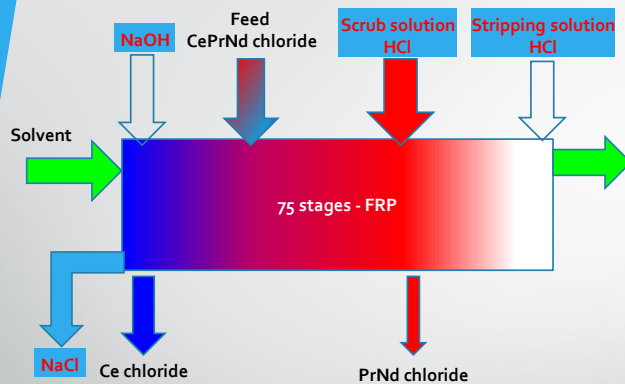 NaOH
Feed
CePrNd chloride
Scrub solution
HCl
Stripping solution
HCl
Solvent
75 stages - FRP
NaCl
Ce chloride
PrNd chloride